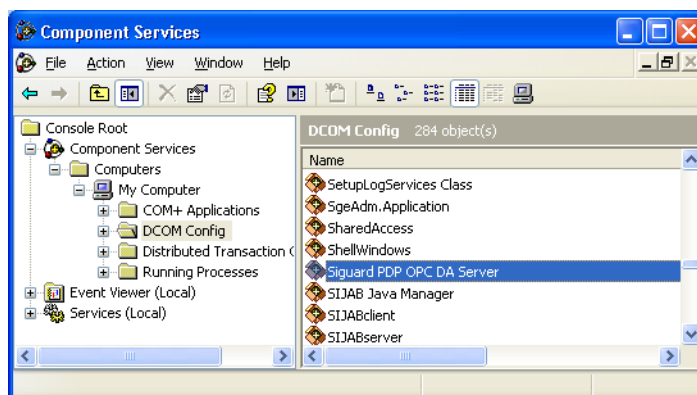 Component Services
File Action View Window Help
Console Root
Component Services
Computers
My Computer
COM+ Applications
DCOM Config
Distributed Transaction
Running Processes
Event Viewer (Local)
Services (Local)
DCOM Config 284 object(s)
Name
SetupLogServices Class
SgeAdm.Application
SharedAccess
ShellWindows
Siguard PDP OPC DA Server
SIJAB Java Manager
SIJABclient
SIJABserver